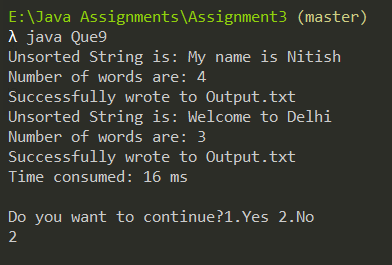 E:\Java Assignments\Assignment3 (master)
λ java Que9
Unsorted String is: My name is Nitish
Number of words are: 4
Successfully wrote to Output.txt
Unsorted String is: Welcome to Delhi
Number of words are: 3
Successfully wrote to Output.txt
Time consumed: 16 ms
Do you want to continue?1.Yes 2.No
2